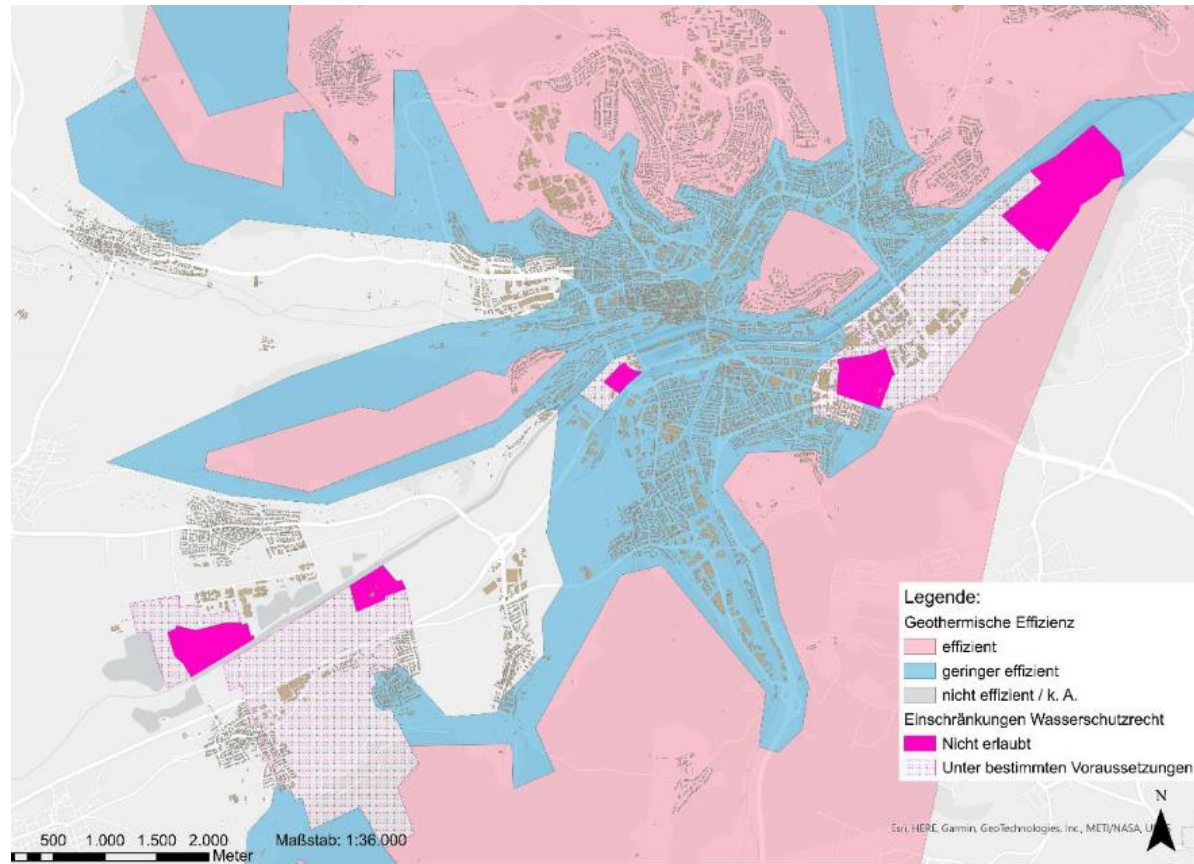 Legende:
Geothermische Effizienz
effizient
geringer effizient
nicht effizient / k. A.
Einschränkungen Wasserschutzrecht
Nicht erlaubt
Unter bestimmten Voraussetzungen
N
500 1.000 1.500 2.000
Meter
Maßstab: 1:36.000
Esri, HERE, Garmin, GeoTechnologies, Inc., METI/NASA,